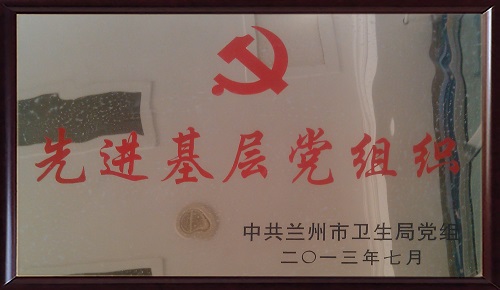 先进基层党组织
中共兰州市卫生局党组
二〇一三年七月